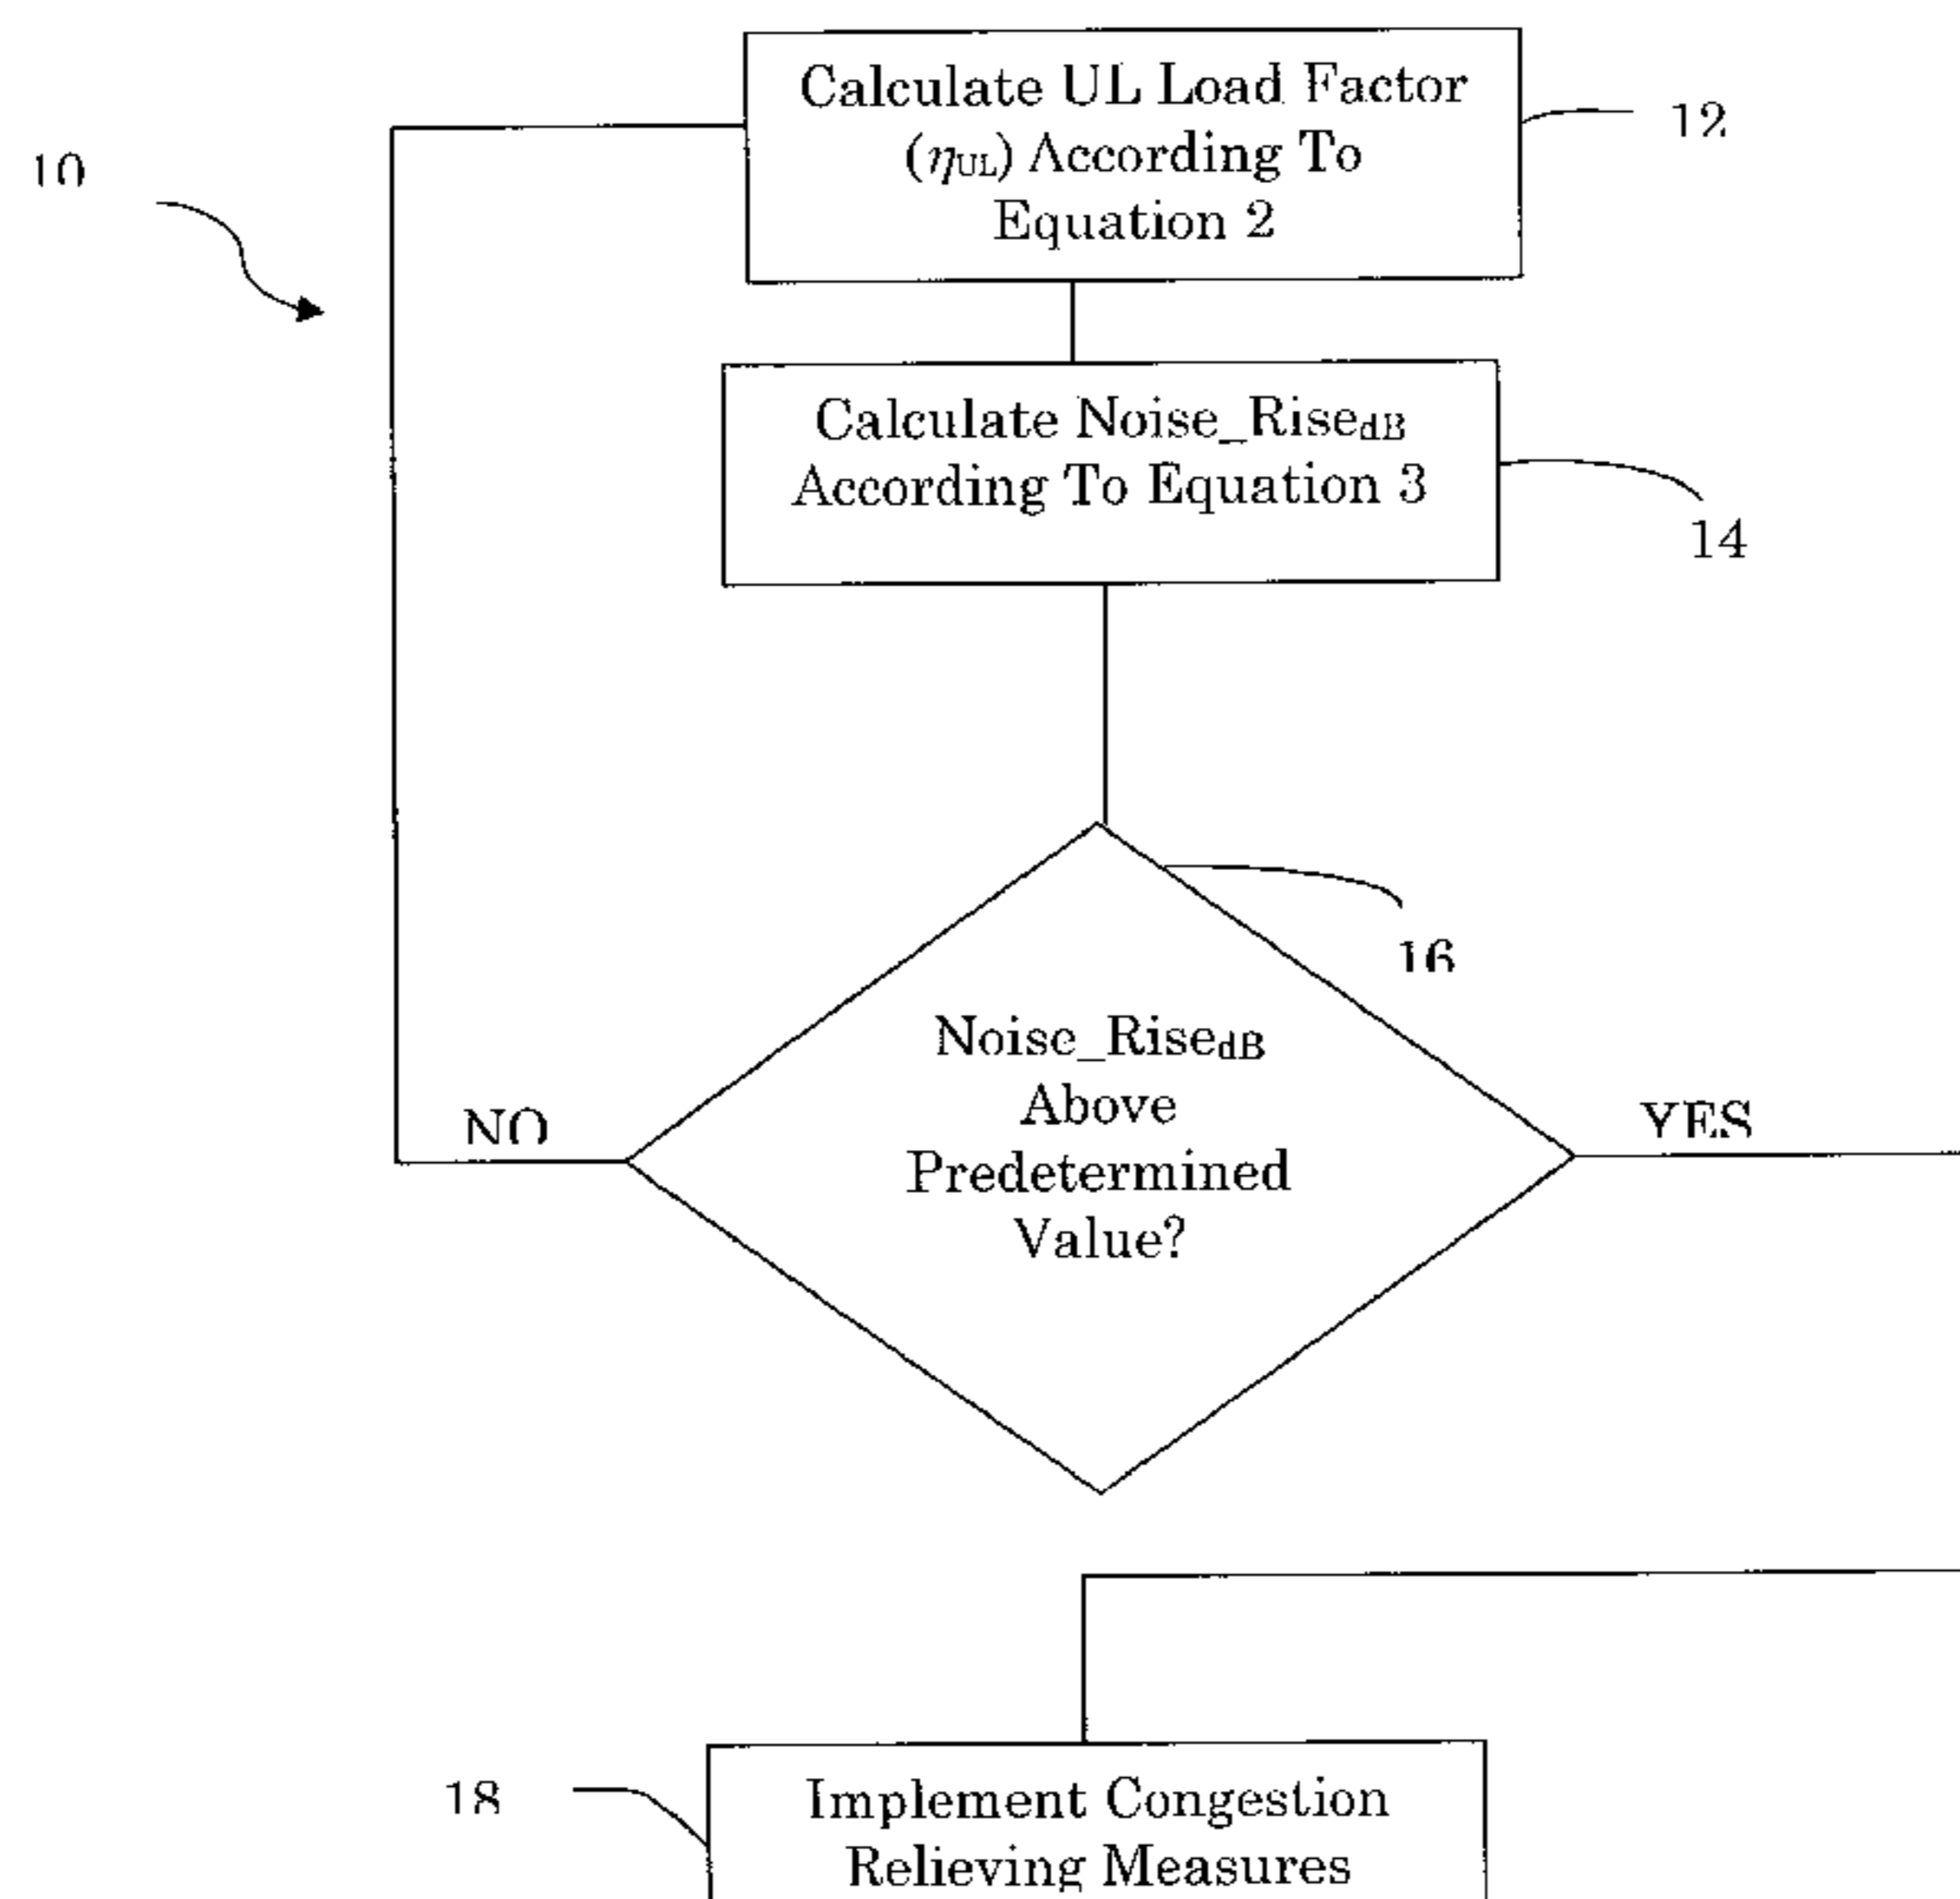 10
Calculate UL Load Factor
(ηUL) According To
Equation 2
12
Calculate Noise_RisedB
According To Equation 3
14
16
Noise_RisedB
Above
Predetermined
Value?
NO
YES
18
Implement Congestion
Relieving Measures